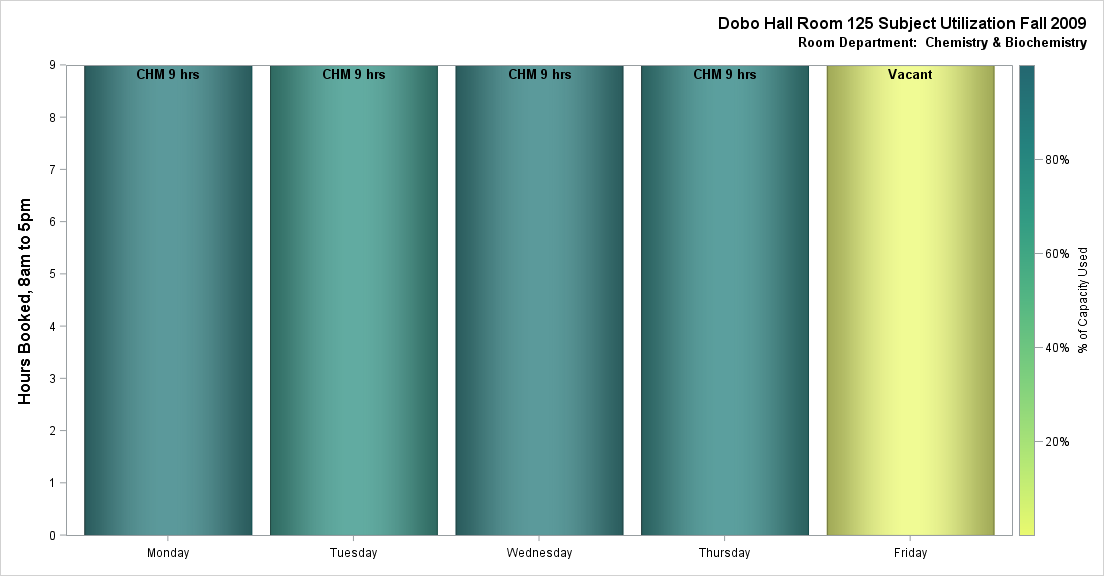 Dobo Hall Room 125 Subject Utilization Fall 2009
Room Department: Chemistry & Biochemistry
CHM 9 hrs CHM 9 hrs CHM 9 hrs CHM 9 hrs Vacant
Hours Booked, 8am to 5pm
9
8
7
6
5
4
3
2
1
0
Monday Tuesday Wednesday Thursday Friday
80%
60%
40%
20%
% of Capacity Used